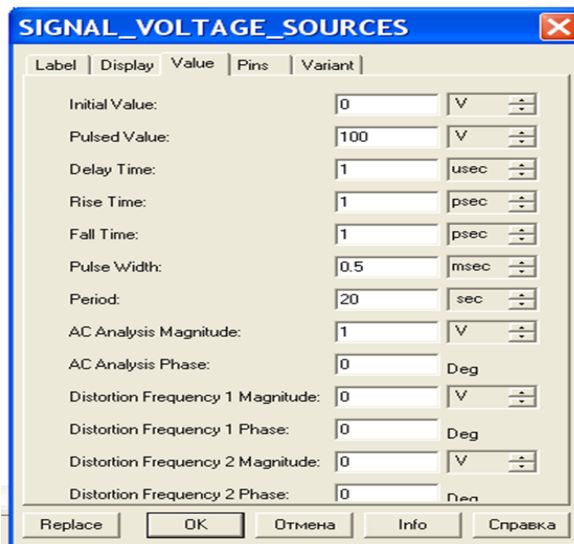 SIGNAL_VOLTAGE_SOURCES
Label Display Value Pins Variant
Initial Value: 0 V
Pulsed Value: 100 V
Delay Time: 1 usec
Rise Time: 1 psec
Fall Time: 1 psec
Pulse Width: 0.5 msec
Period: 20 sec
AC Analysis Magnitude: 1 V
AC Analysis Phase: 0 Deg
Distortion Frequency 1 Magnitude: 0 V
Distortion Frequency 1 Phase: 0 Deg
Distortion Frequency 2 Magnitude: 0 V
Distortion Frequency 2 Phase: 0 Deg
Replace OK Отмена Info Справка